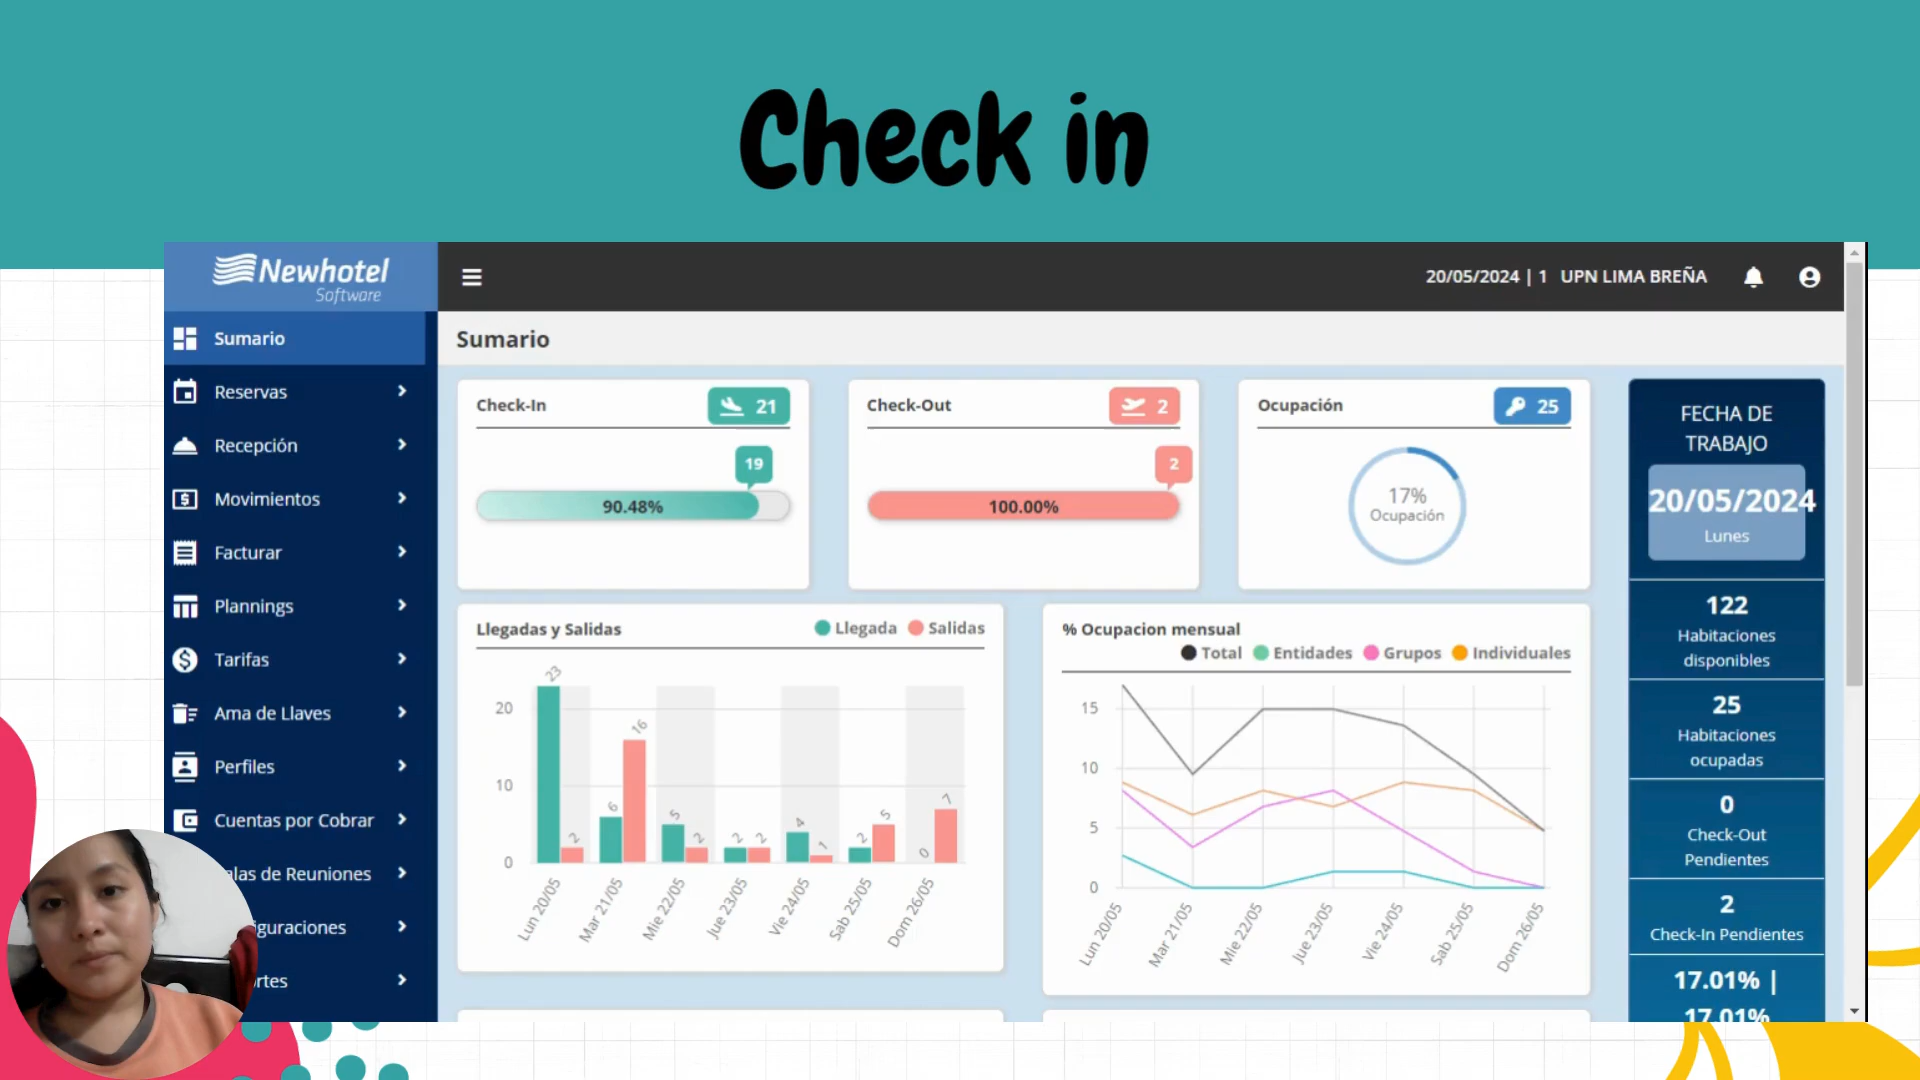 Check in
Newhotel
Software
20/05/2024 | 1 UPN LIMA BREÑA
Sumario
Reservas
Recepción
Movimientos
Facturar
Plannings
Tarifas
Ama de Llaves
Perfiles
Cuentas por Cobrar
alas de Reuniones
iguraciones
rtes
Sumario
Check-In
21
19
90.48%
Check-Out
2
2
100.00%
Ocupación
25
17%
Ocupación
Llegadas y Salidas
Llegada Salidas
20
10
0
23
2
6
16
5
2
2
2
4
1
2
5
0
7
Lun 20/05
Mar 21/05
Mie 22/05
Jue 23/05
Vie 24/05
Sab 25/05
Dom 26/05
% Ocupacion mensual
Total Entidades Grupos Individuales
15
10
5
0
Lun 20/05
Mar 21/05
Mie 22/05
Jue 23/05
Vie 24/05
Sab 25/05
Dom 26/05
FECHA DE
TRABAJO
20/05/2024
Lunes
122
Habitaciones
disponibles
25
Habitaciones
ocupadas
0
Check-Out
Pendientes
2
Check-In Pendientes
17.01% |
17.01%